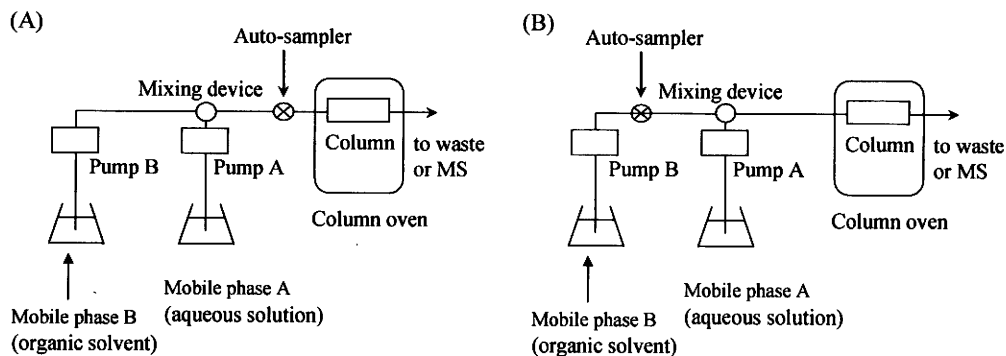 (A)
Auto-sampler
Mixing device
Pump B
Pump A
Column
to waste
or MS
Column oven
Mobile phase A
(aqueous solution)
Mobile phase B
(organic solvent)
(B)
Auto-sampler
Mixing device
Pump B
Pump A
Column
to waste
or MS
Column oven
Mobile phase A
(aqueous solution)
Mobile phase B
(organic solvent)